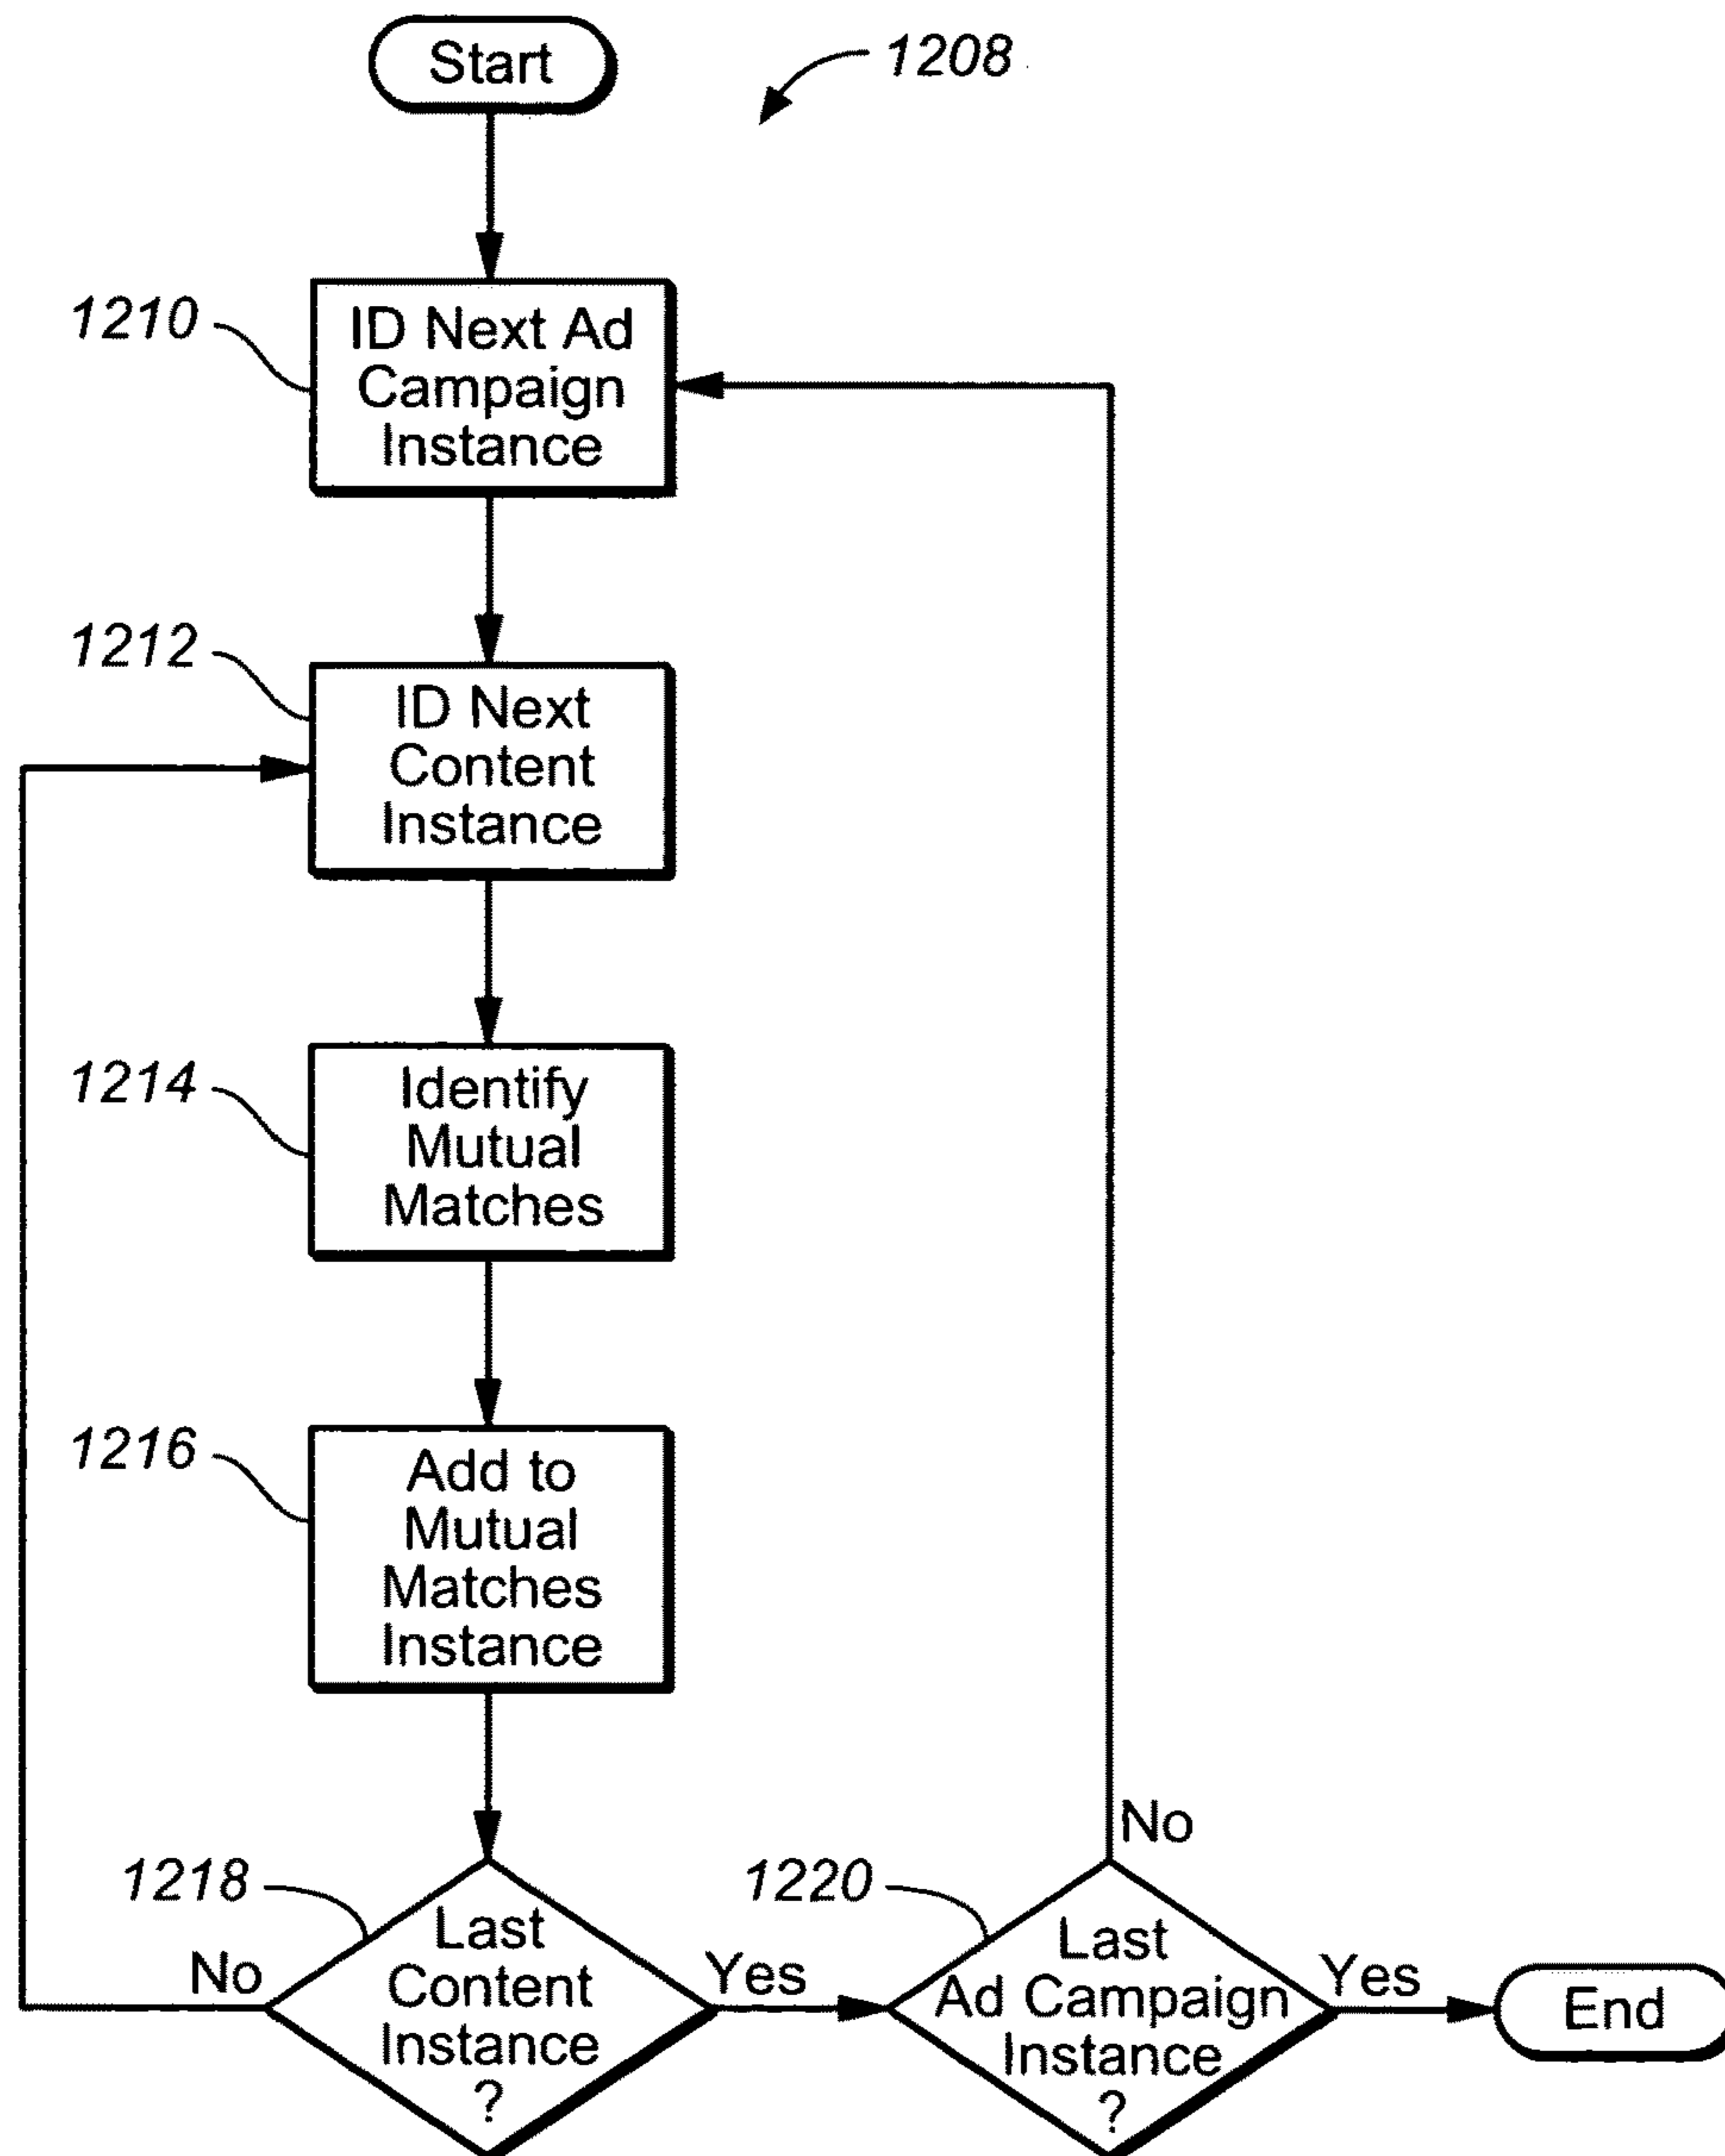 Start
1208
1210
ID Next Ad
Campaign
Instance
1212
ID Next
Content
Instance
1214
Identify
Mutual
Matches
1216
Add to
Mutual
Matches
Instance
No
1218
Last
Content
Instance
?
Yes
1220
No
Last
Ad Campaign
Instance
?
Yes
End